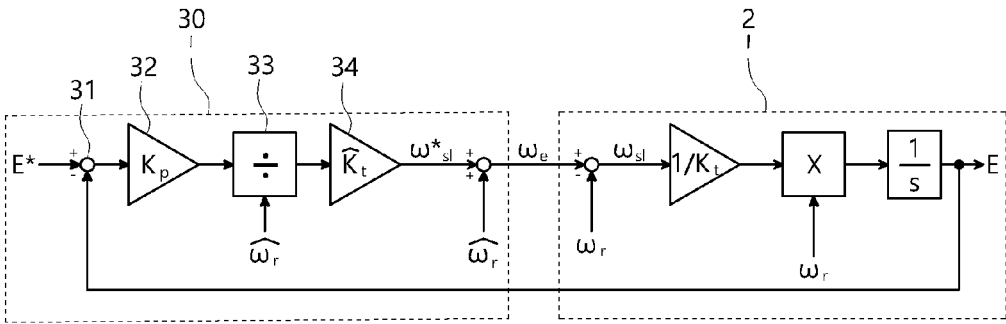 30
2
31
32
33
34
E*
+
-
K_p
÷
K̂_t
ω*_sl
+
+
ω_e
+
-
ω_sl
1/K_t
X
1/s
E
ω̂_r
ω̂_r
ω_r
ω_r